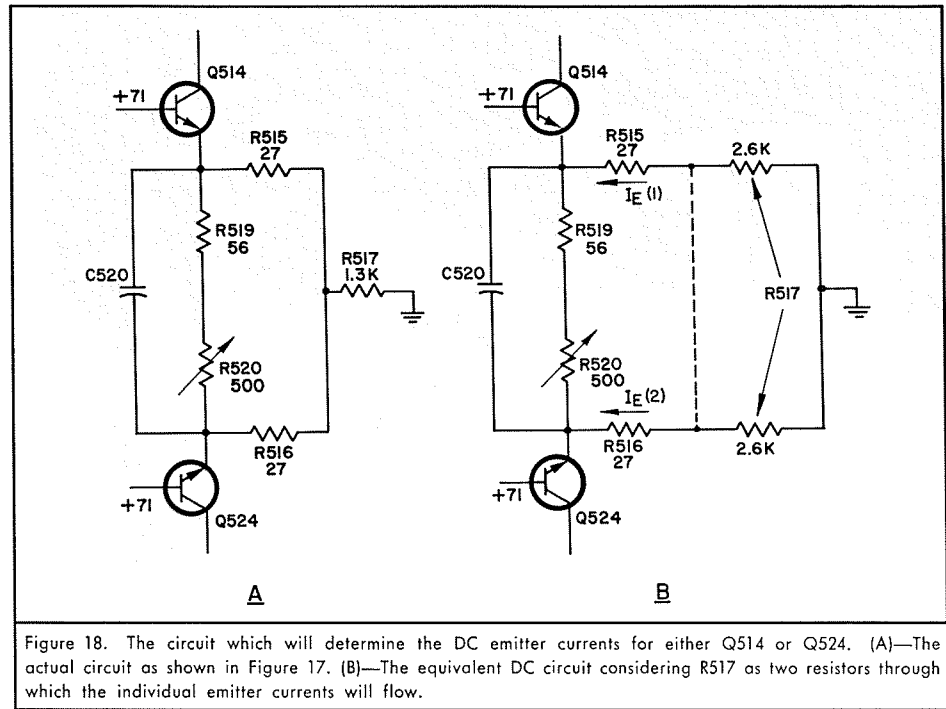 Q514
+71
R515
27
R519
56
C520
R517
1.3K
R520
500
R516
27
+71
Q524
A
Q514
+71
R515
27
2.6K
IE(1)
R519
56
C520
R517
R520
500
IE(2)
R516
27
2.6K
+71
Q524
B
Figure 18. The circuit which will determine the DC emitter currents for either Q514 or Q524. (A)—The
actual circuit as shown in Figure 17. (B)—The equivalent DC circuit considering R517 as two resistors through
which the individual emitter currents will flow.